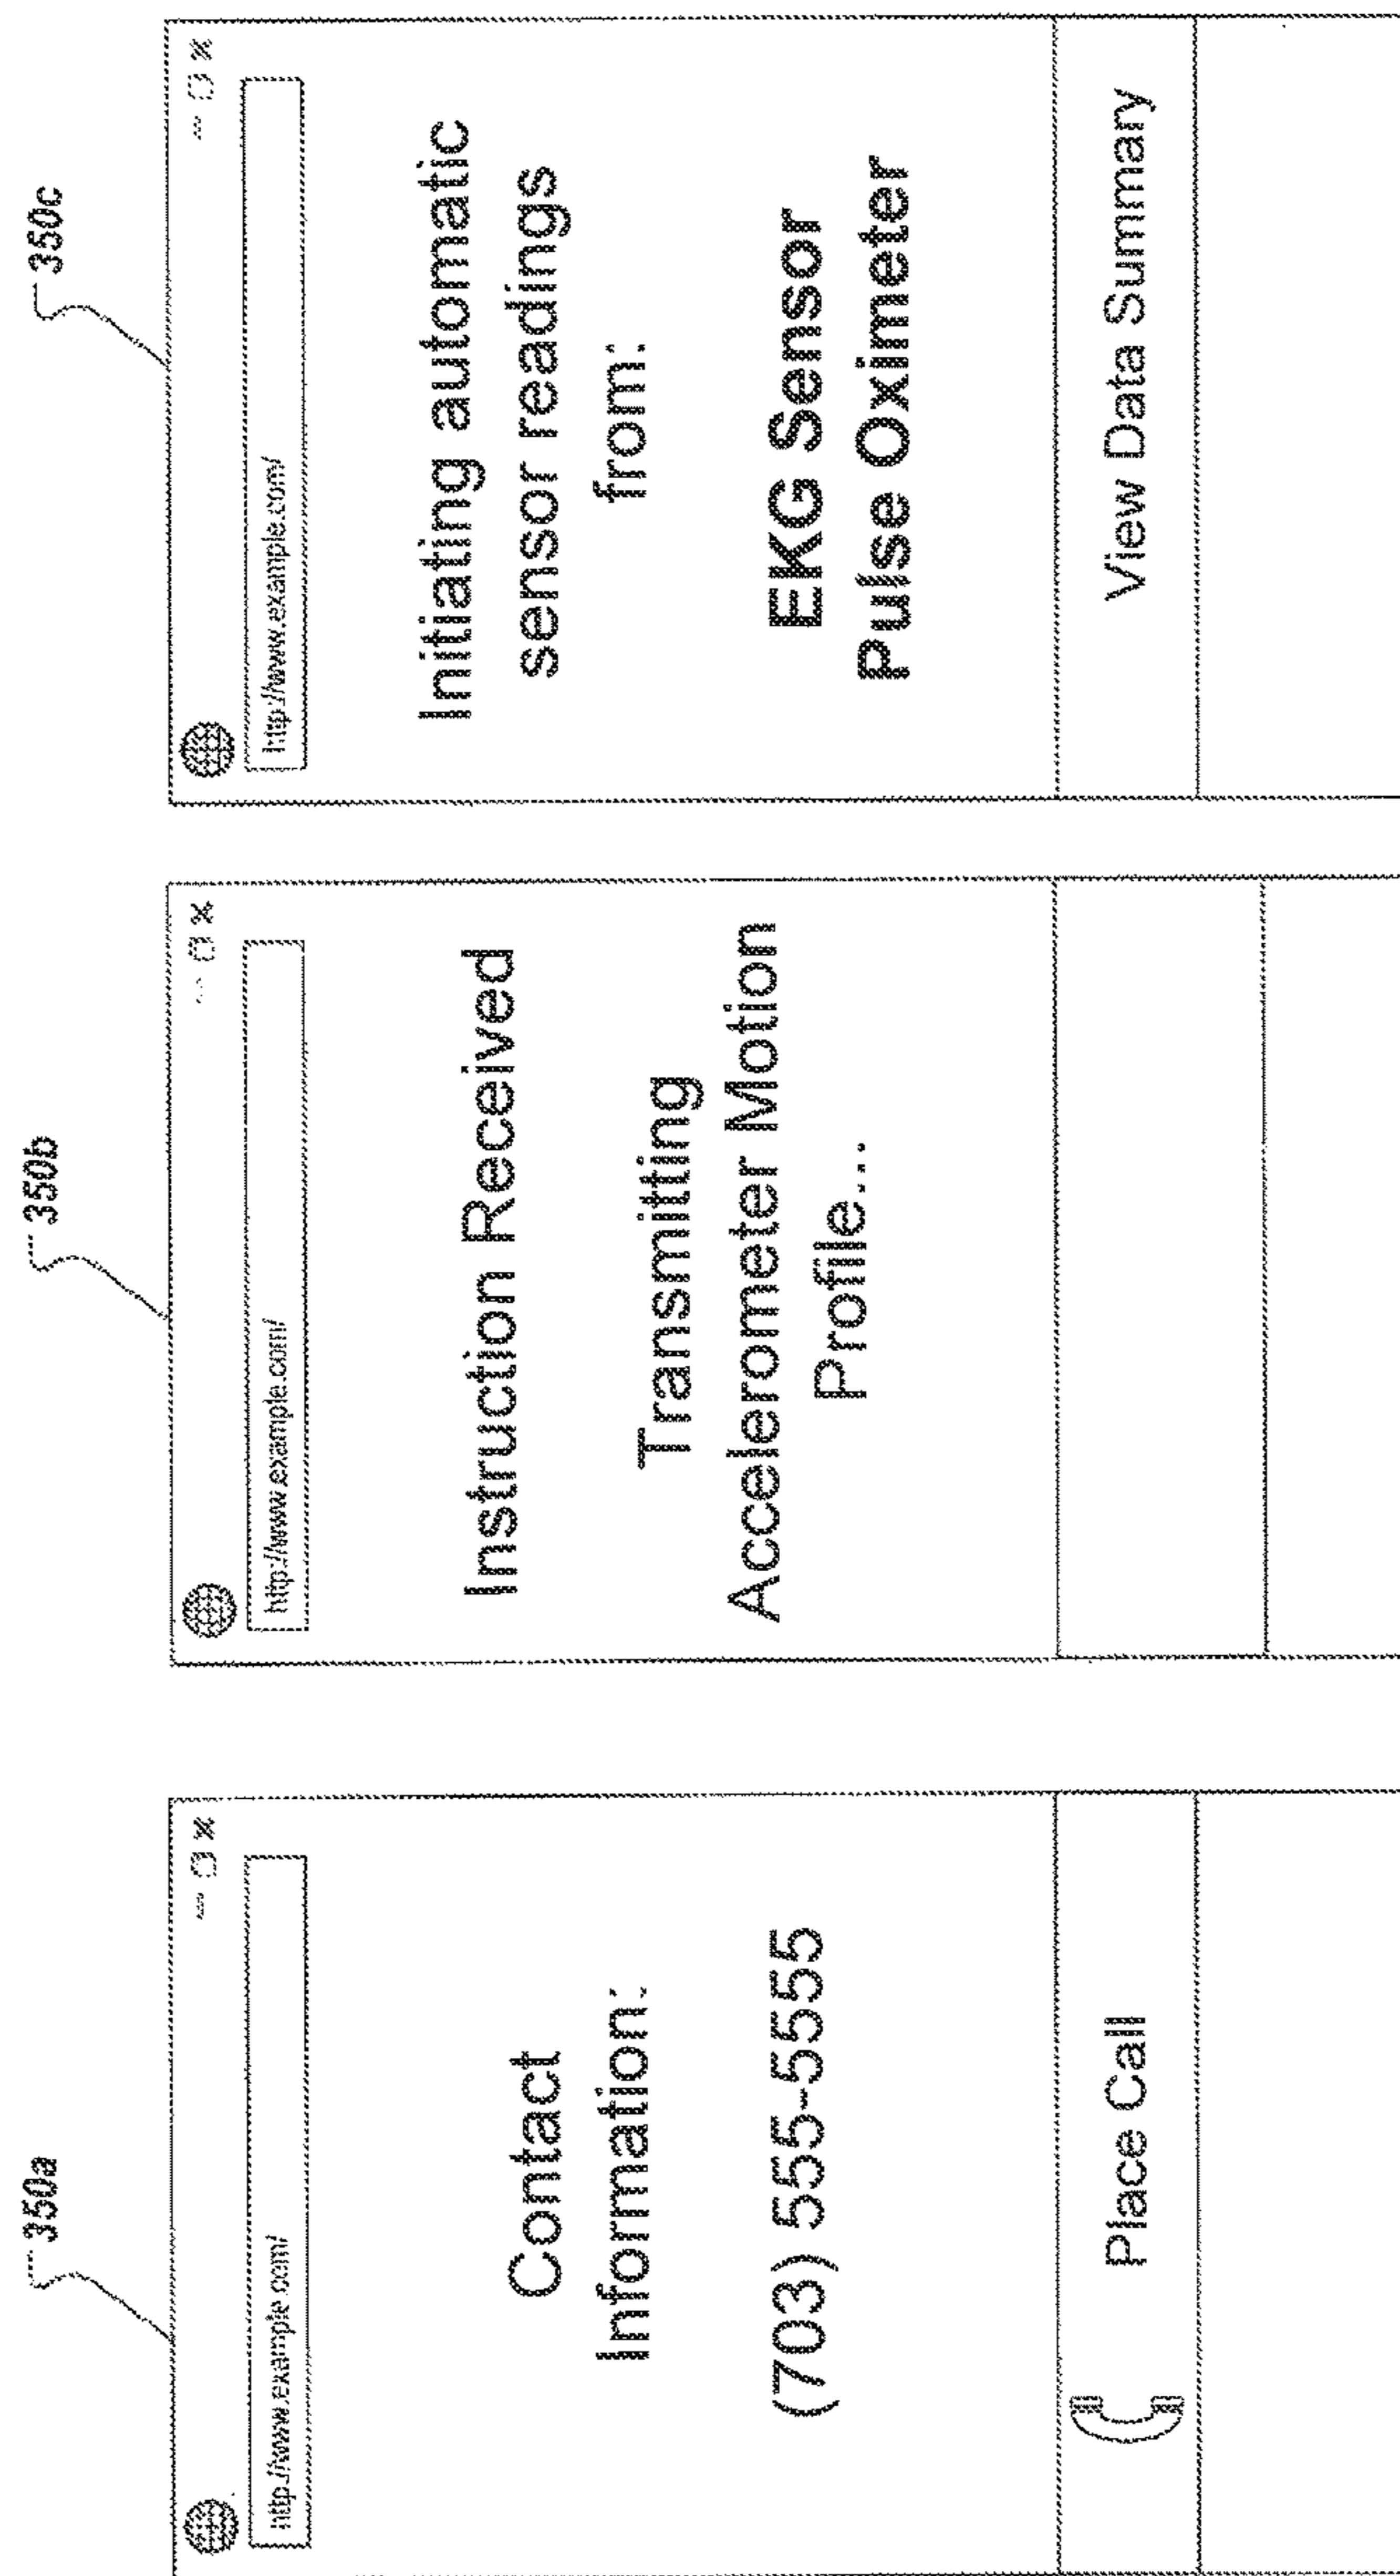 350a
http://www.example.com/
Contact
Information:
(703) 555-5555
Place Call
350b
http://www.example.com/
Instruction Received
Transmitting
Accelerometer Motion
Profile...
350c
http://www.example.com/
Initiating automatic
sensor readings
from:
EKG Sensor
Pulse Oximeter
View Data Summary